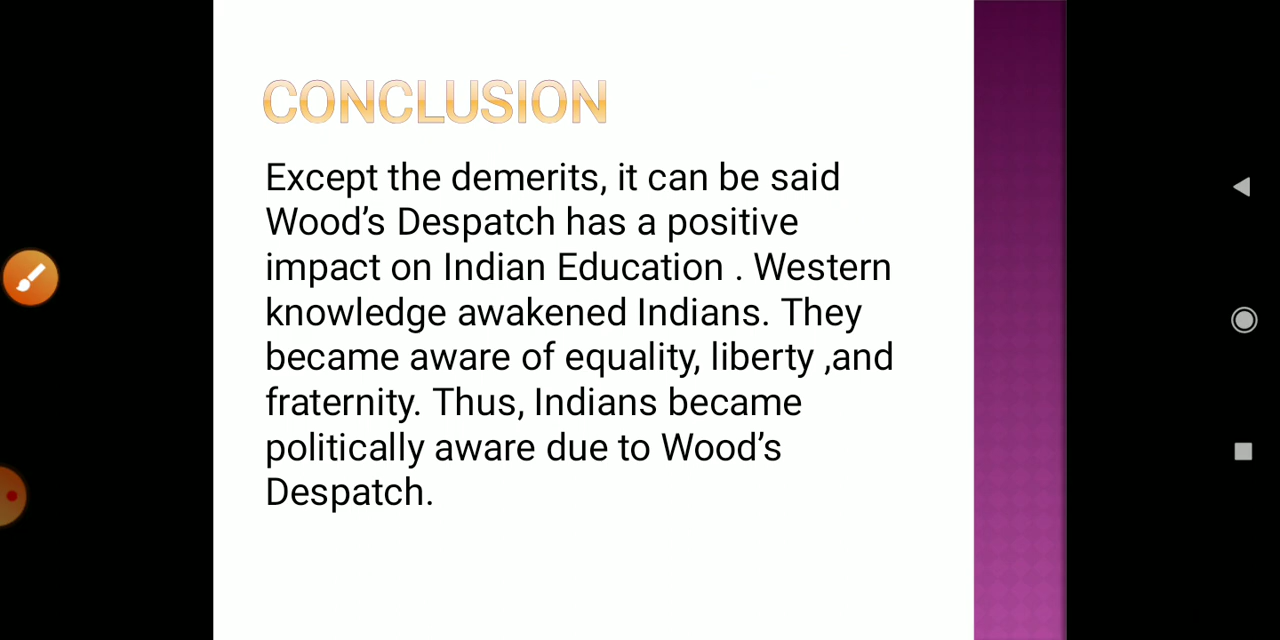 CONCLUSION
Except the demerits, it can be said
Wood's Despatch has a positive
impact on Indian Education . Western
knowledge awakened Indians. They
became aware of equality, liberty ,and
fraternity. Thus, Indians became
politically aware due to Wood's
Despatch.